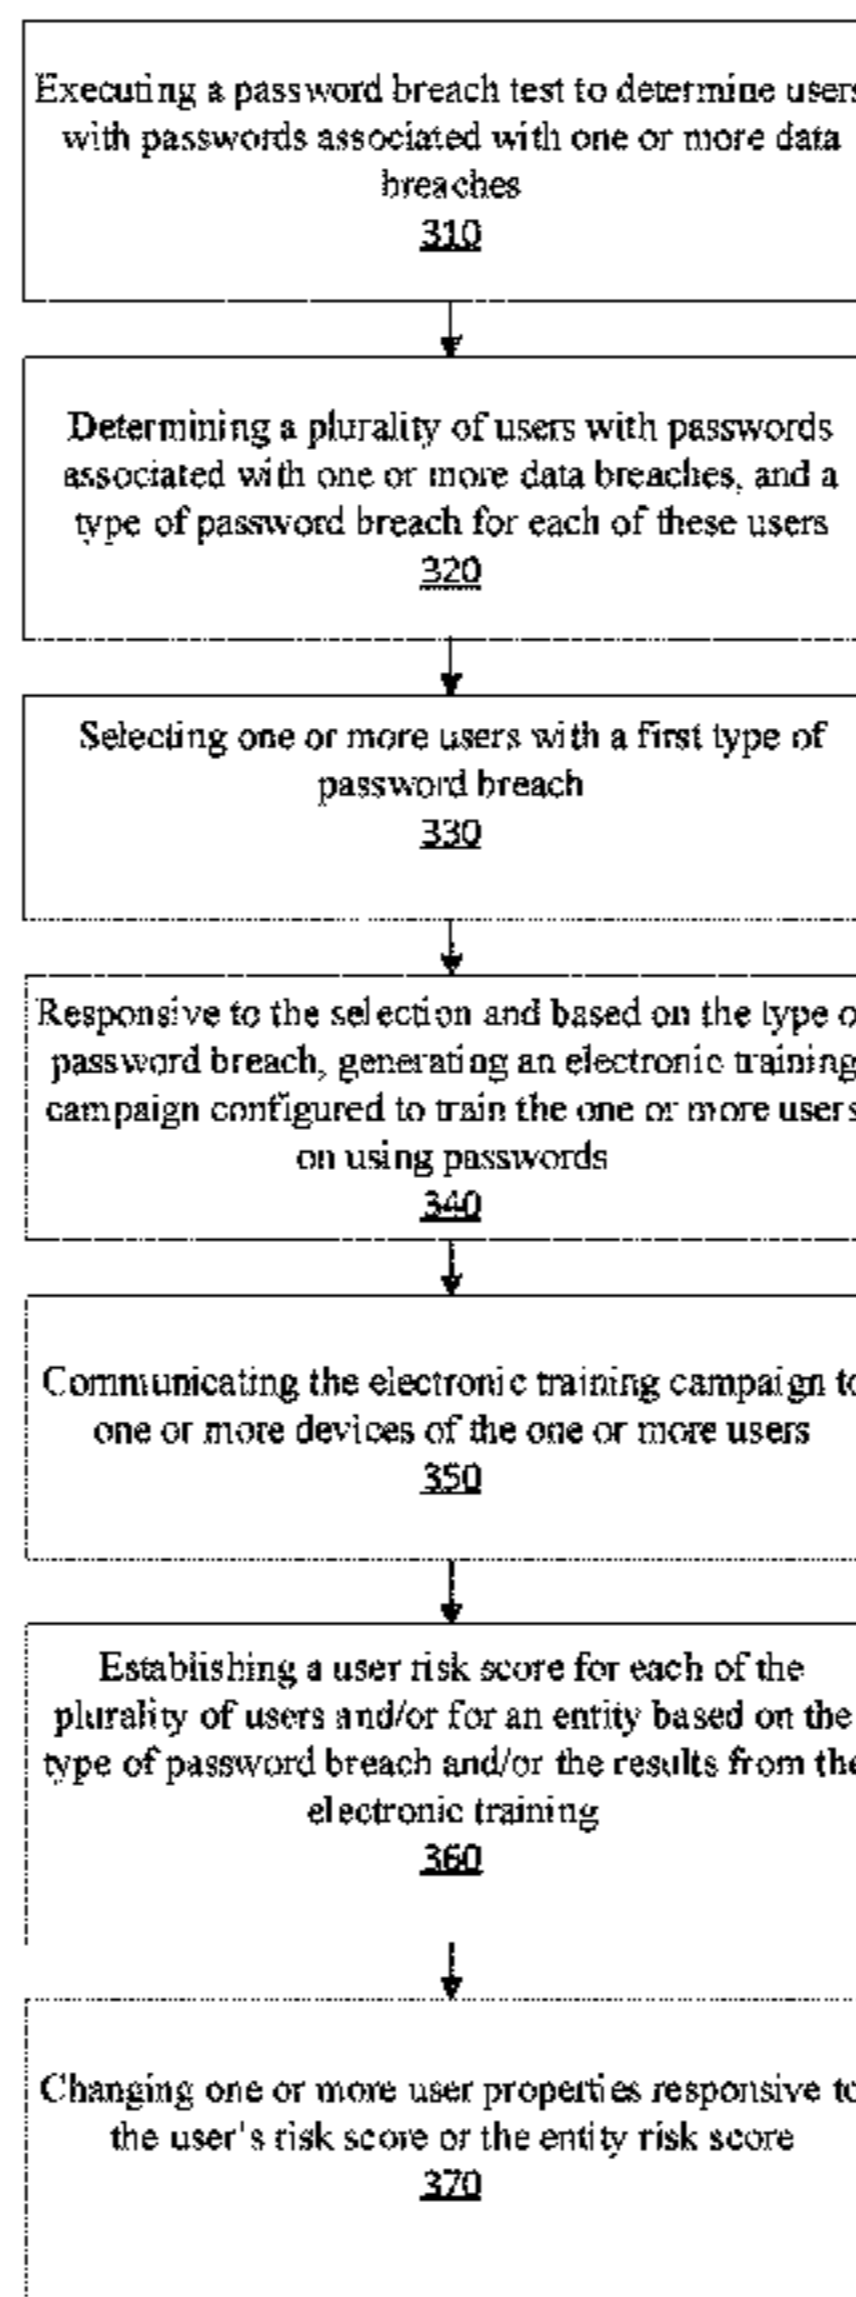 Executing a password breach test to determine users
with passwords associated with one or more data
breaches
310
Determining a plurality of users with passwords
associated with one or more data breaches, and a
type of password breach for each of these users
320
Selecting one or more users with a first type of
password breach
330
Responsive to the selection and based on the type o
password breach, generating an electronic training
campaign configured to train the one or more users
on using passwords
340
Communicating the electronic training campaign to
one or more devices of the one or more users
350
Establishing a user risk score for each of the
plurality of users and/or for an entity based on the
type of password breach and/or the results from the
electronic training
360
Changing one or more user properties responsive to
the user's risk score or the entity risk score
370